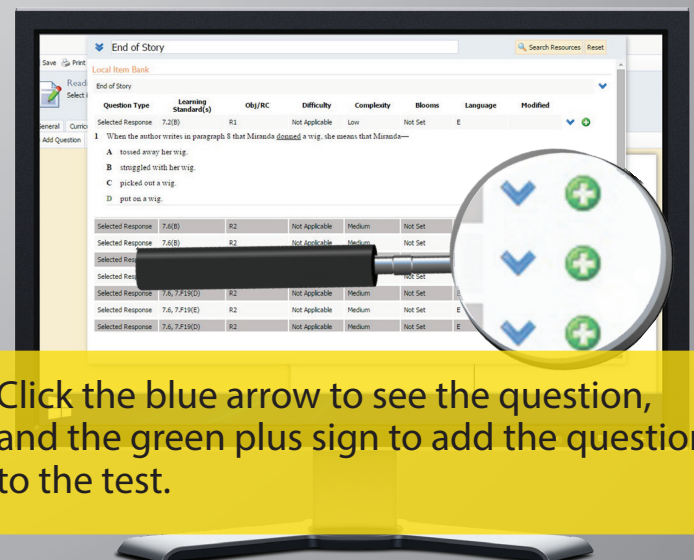 End of Story
Search Resources Reset
Save Print
Local Item Bank
Select
End of Story
Question Type Learning Standard(s) Obj/RC Difficulty Complexity Blooms Language Modified
General
Selected Response 7.2(B) R1 Not Applicable Low Not Set E
Add Question
1 When the author writes in paragraph 8 that Miranda donned a wig, she means that Miranda—
A tossed away her wig.
B struggled with her wig.
C picked out a wig.
D put on a wig.
Selected Response 7.6(B) R2 Not Applicable Medium Not Set
Selected Response 7.6(B) R2 Not Applicable Medium Not Set
Selected
Not Set
Selected Response 7.6, 7.F19(D) R2 Not Applicable Medium Not Set
Selected Response 7.6, 7.F19(E) R2 Not Applicable Medium Not Set E
Selected Response 7.6, 7.F19(D) R2 Not Applicable Medium Not Set E
Click the blue arrow to see the question,
and the green plus sign to add the question
to the test.